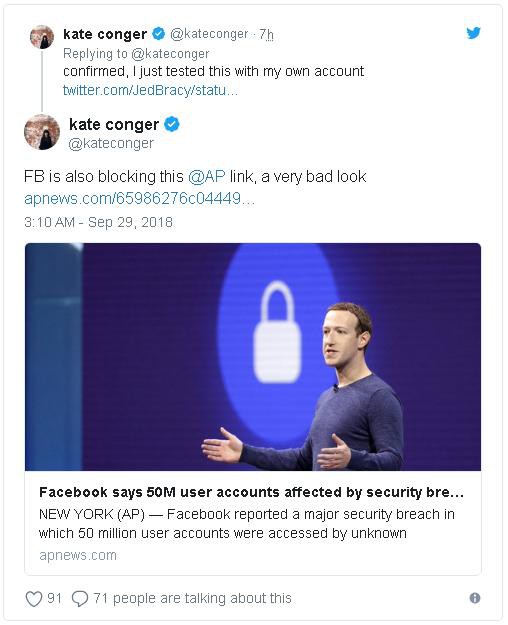 kate conger @kateconger · 7h
Replying to @kateconger
confirmed, I just tested this with my own account
twitter.com/JedBracy/statu…
kate conger
@kateconger
FB is also blocking this @AP link, a very bad look
apnews.com/65986276c04449…
3:10 AM - Sep 29, 2018
Facebook says 50M user accounts affected by security bre…
NEW YORK (AP) — Facebook reported a major security breach in
which 50 million user accounts were accessed by unknown
apnews.com
91 71 people are talking about this